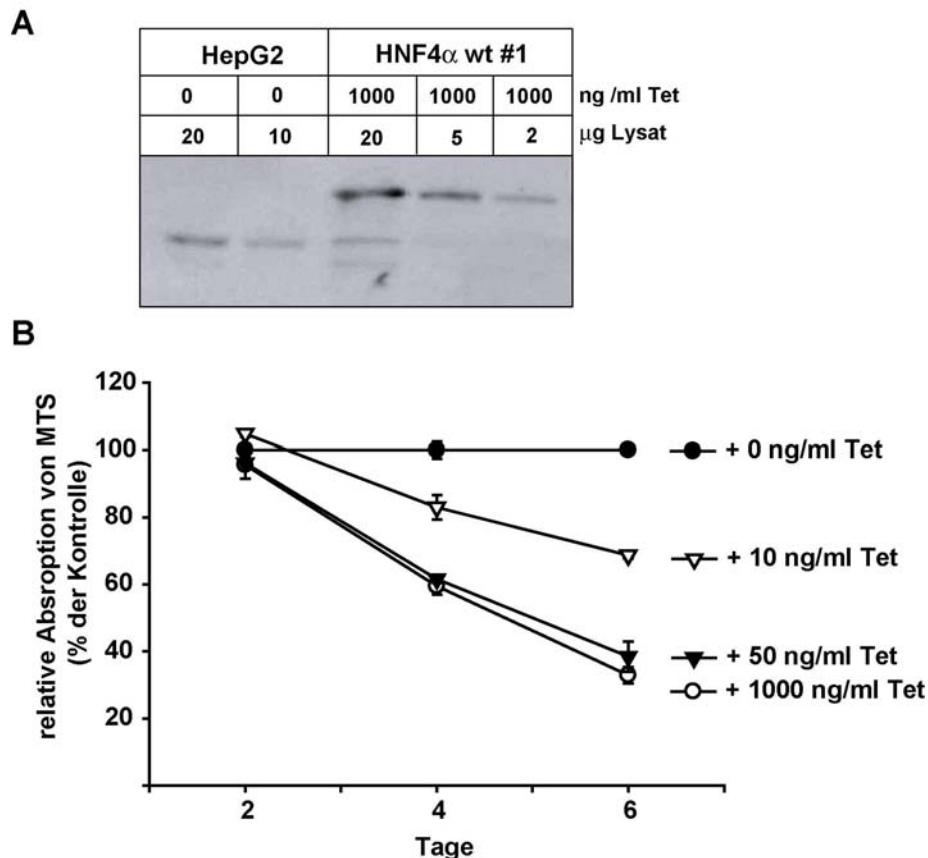 A
HepG2 HNF4α wt #1
0 0 1000 1000 1000 ng /ml Tet
20 10 20 5 2 µg Lysat
B
relative Absroption von MTS
(% der Kontrolle)
120
100
80
60
40
20
2 4 6
Tage
+ 0 ng/ml Tet
+ 10 ng/ml Tet
+ 50 ng/ml Tet
+ 1000 ng/ml Tet